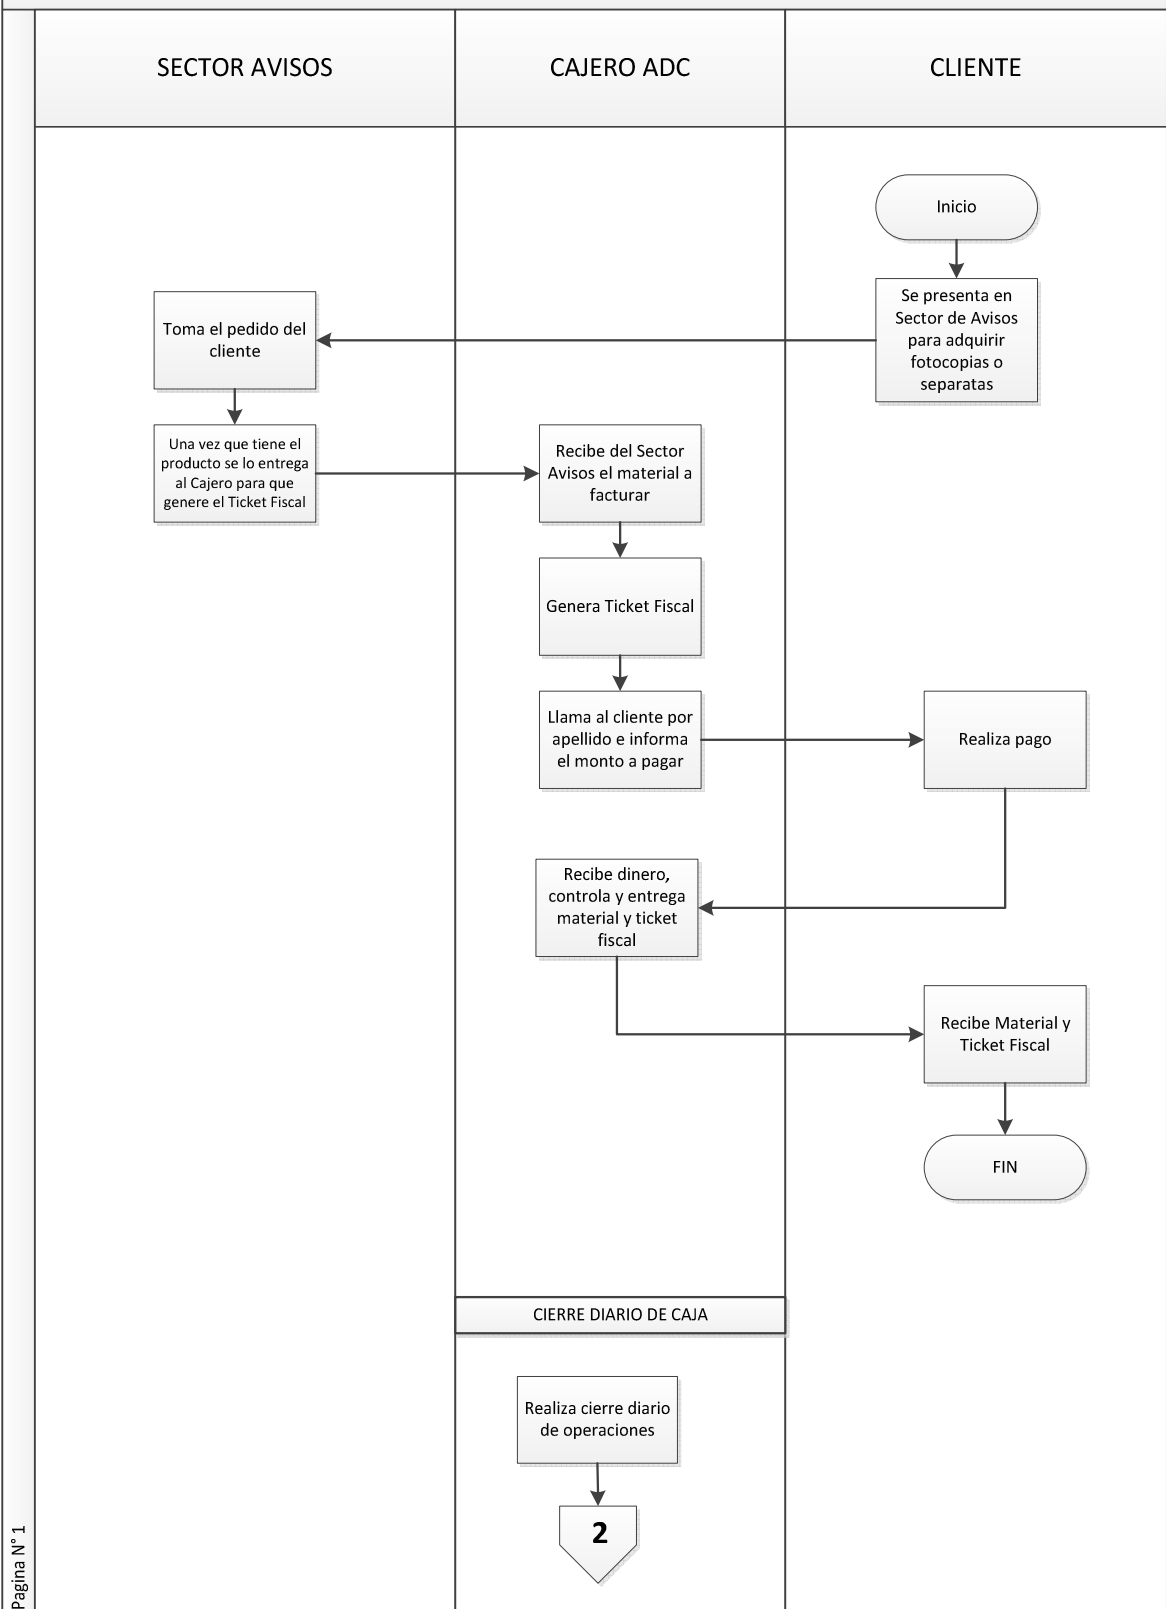 SECTOR AVISOS
CAJERO ADC
CLIENTE
Inicio
Se presenta en
Sector de Avisos
para adquirir
fotocopias o
separatas
Toma el pedido del
cliente
Una vez que tiene el
producto se lo entrega
al Cajero para que
genere el Ticket Fiscal
Recibe del Sector
Avisos el material a
facturar
Genera Ticket Fiscal
Llama al cliente por
apellido e informa
el monto a pagar
Realiza pago
Recibe dinero,
controla y entrega
material y ticket
fiscal
Recibe Material y
Ticket Fiscal
FIN
CIERRE DIARIO DE CAJA
Realiza cierre diario
de operaciones
2
Pagina N° 1